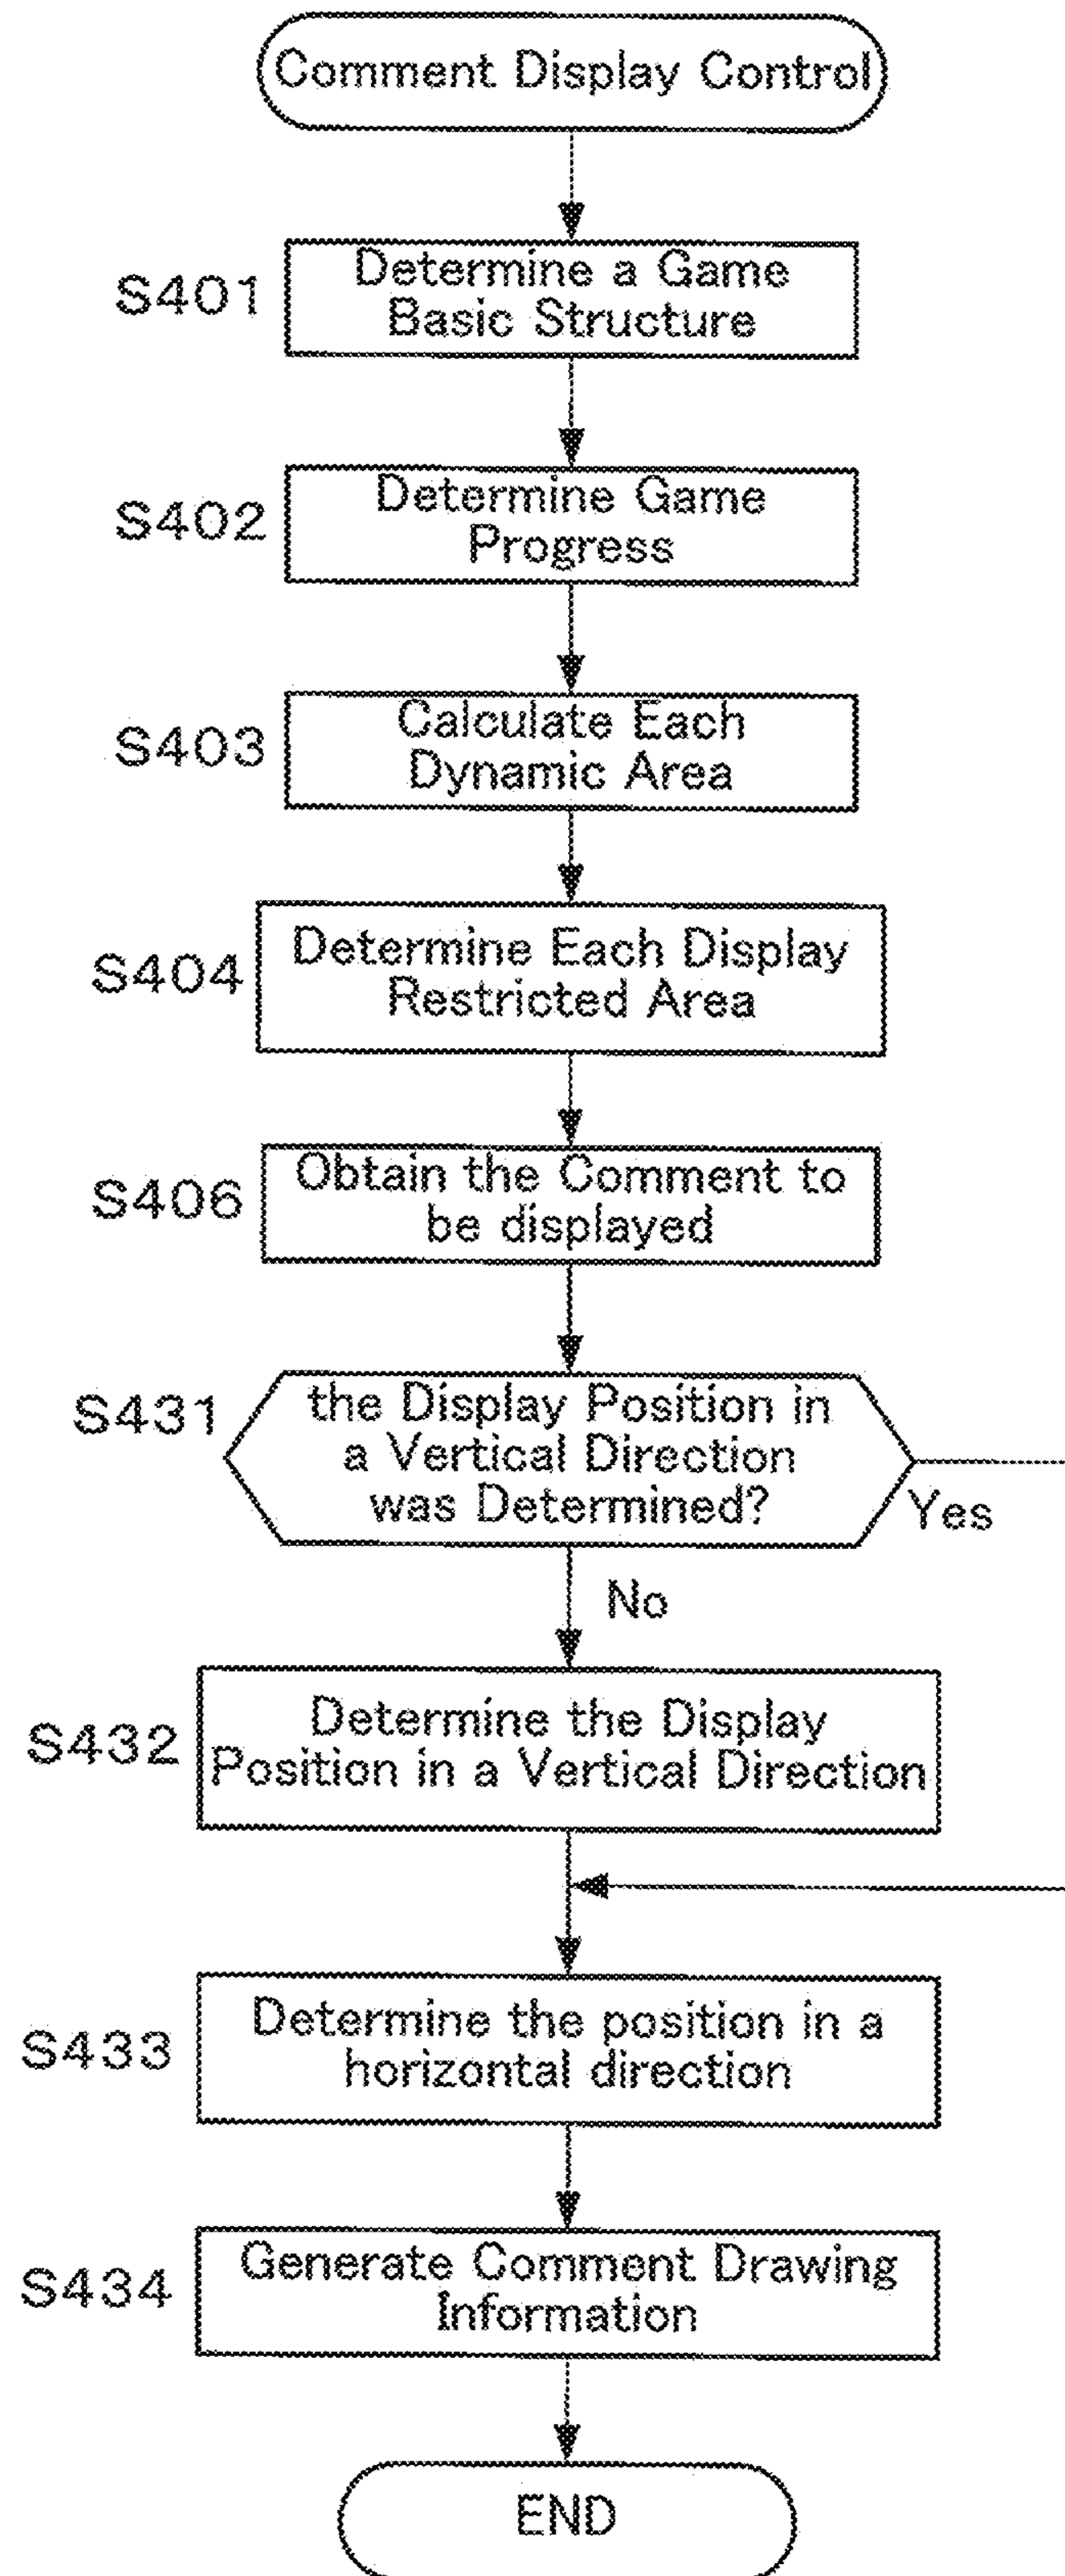 Comment Display Control
S401
Determine a Game
Basic Structure
S402
Determine Game
Progress
S403
Calculate Each
Dynamic Area
S404
Determine Each Display
Restricted Area
S406
Obtain the Comment to
be displayed
S431
the Display Position in
a Vertical Direction
was Determined?
Yes
No
S432
Determine the Display
Position in a Vertical Direction
S433
Determine the position in a
horizontal direction
S434
Generate Comment Drawing
Information
END